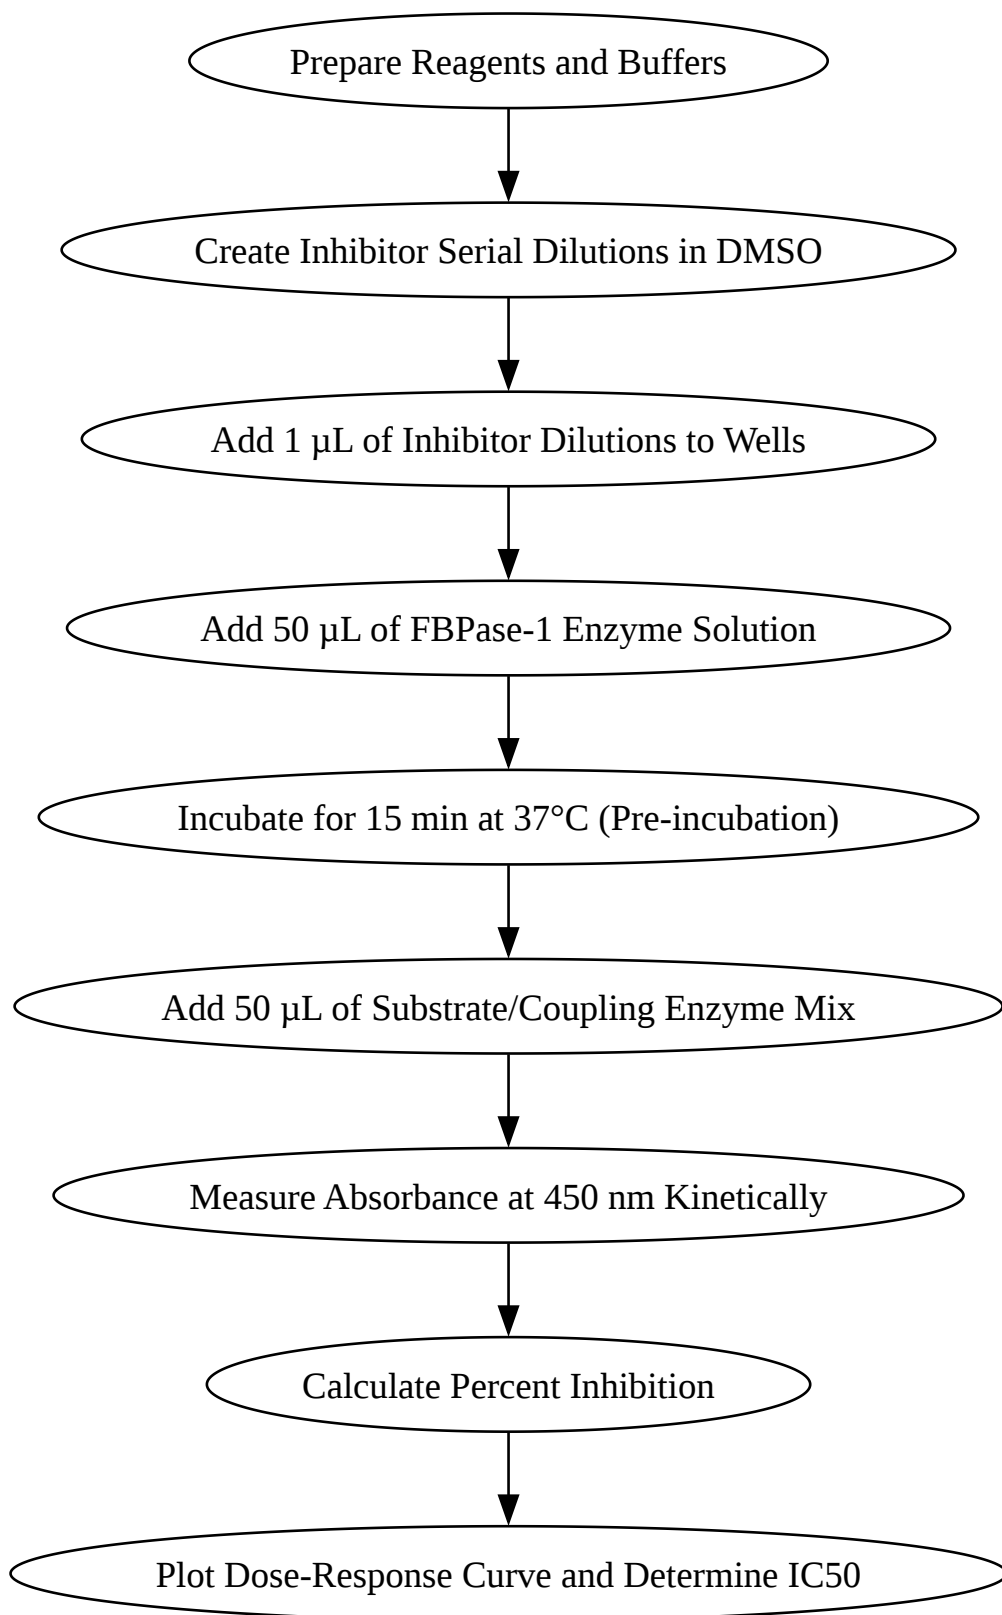 Prepare Reagents and Buffers
Create Inhibitor Serial Dilutions in DMSO
Add 1 µL of Inhibitor Dilutions to Wells
Add 50 µL of FBPase-1 Enzyme Solution
Incubate for 15 min at 37°C (Pre-incubation)
Add 50 µL of Substrate/Coupling Enzyme Mix
Measure Absorbance at 450 nm Kinetically
Calculate Percent Inhibition
Plot Dose-Response Curve and Determine IC50